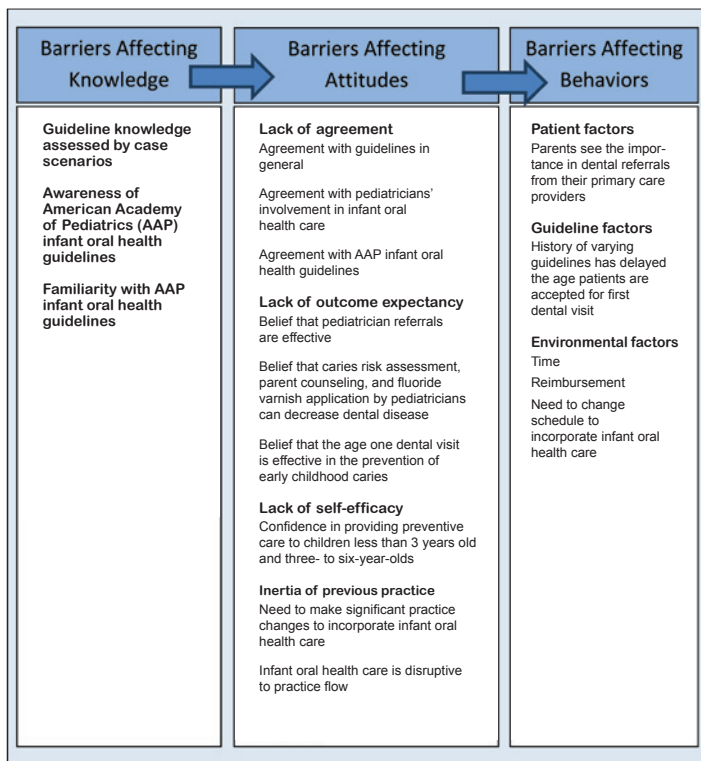 Barriers Affecting
Knowledge
Guideline knowledge
assessed by case
scenarios
Awareness of
American Academy
of Pediatrics (AAP)
infant oral health
guidelines
Familiarity with AAP
infant oral health
guidelines
Barriers Affecting
Attitudes
Lack of agreement
Agreement with guidelines in
general
Agreement with pediatricians'
involvement in infant oral
health care
Agreement with AAP infant oral
health guidelines
Lack of outcome expectancy
Belief that pediatrician referrals
are effective
Belief that caries risk assessment,
parent counseling, and fluoride
varnish application by pediatricians
can decrease dental disease
Belief that the age one dental visit
is effective in the prevention of
early childhood caries
Lack of self-efficacy
Confidence in providing preventive
care to children less than 3 years old
and three- to six-year-olds
Inertia of previous practice
Need to make significant practice
changes to incorporate infant oral
health care
Infant oral health care is disruptive
to practice flow
Barriers Affecting
Behaviors
Patient factors
Parents see the impor-
tance in dental referrals
from their primary care
providers
Guideline factors
History of varying
guidelines has delayed
the age patients are
accepted for first
dental visit
Environmental factors
Time
Reimbursement
Need to change
schedule to
incorporate infant oral
health care